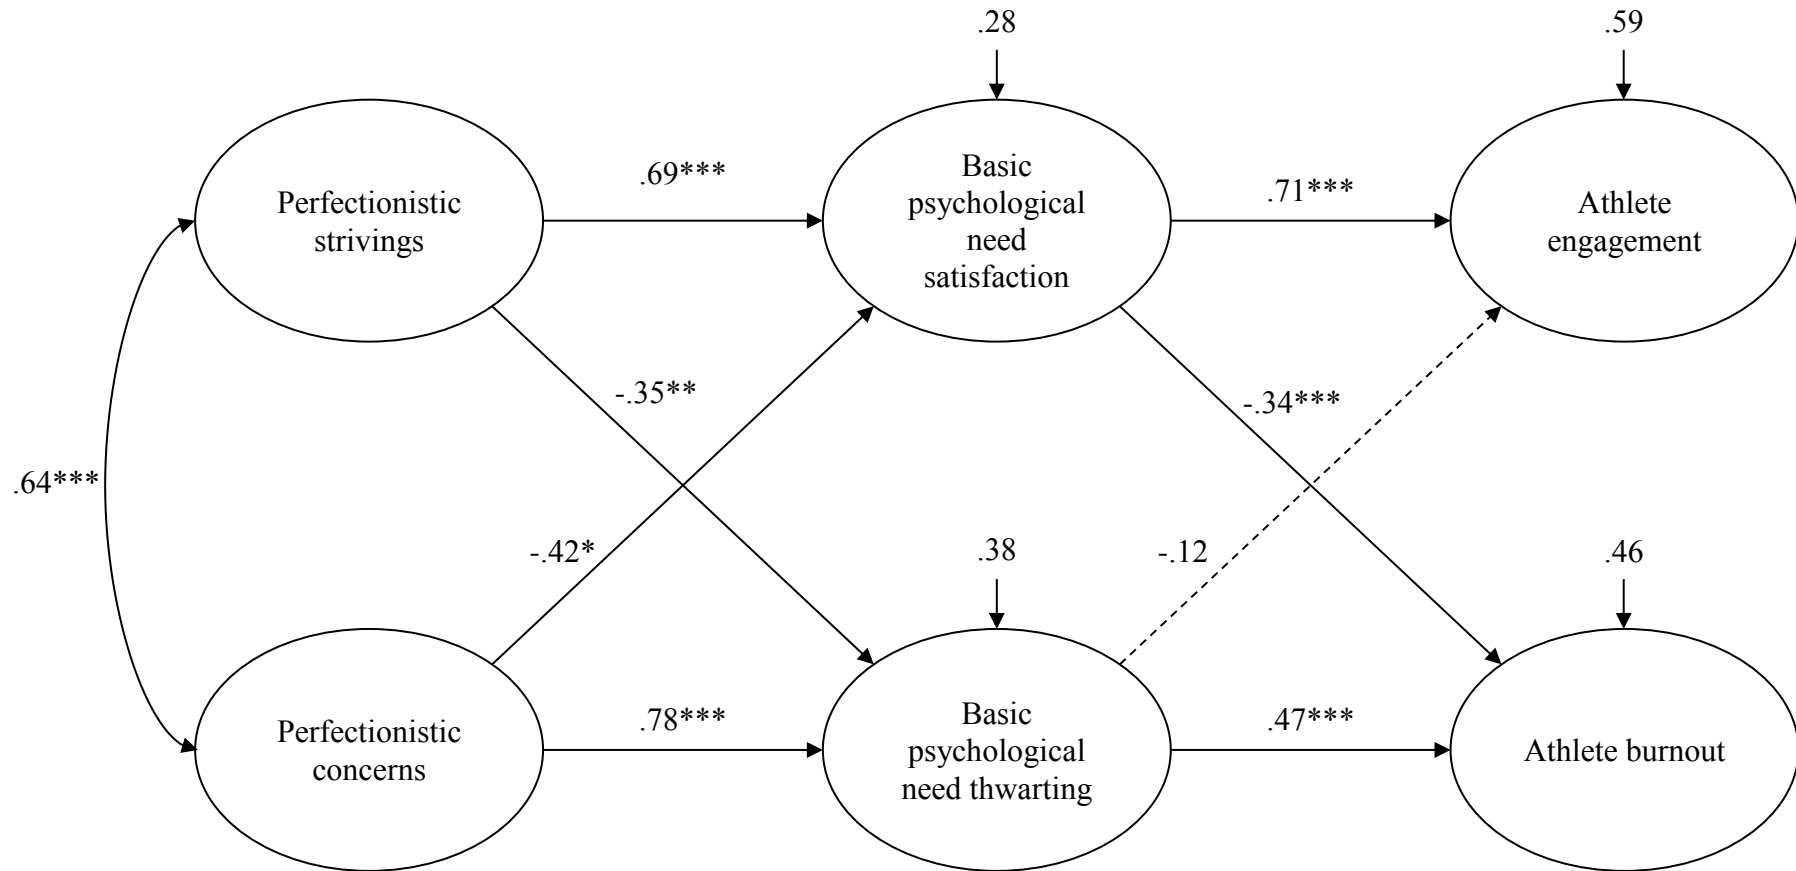 .28
.59
Perfectionistic
strivings
.69***
Basic
psychological
need
satisfaction
.71***
Athlete
engagement
-.35**
-.34***
.64***
-.42*
.38
-.12
.46
Perfectionistic
concerns
.78***
Basic
psychological
need thwarting
.47***
Athlete burnout